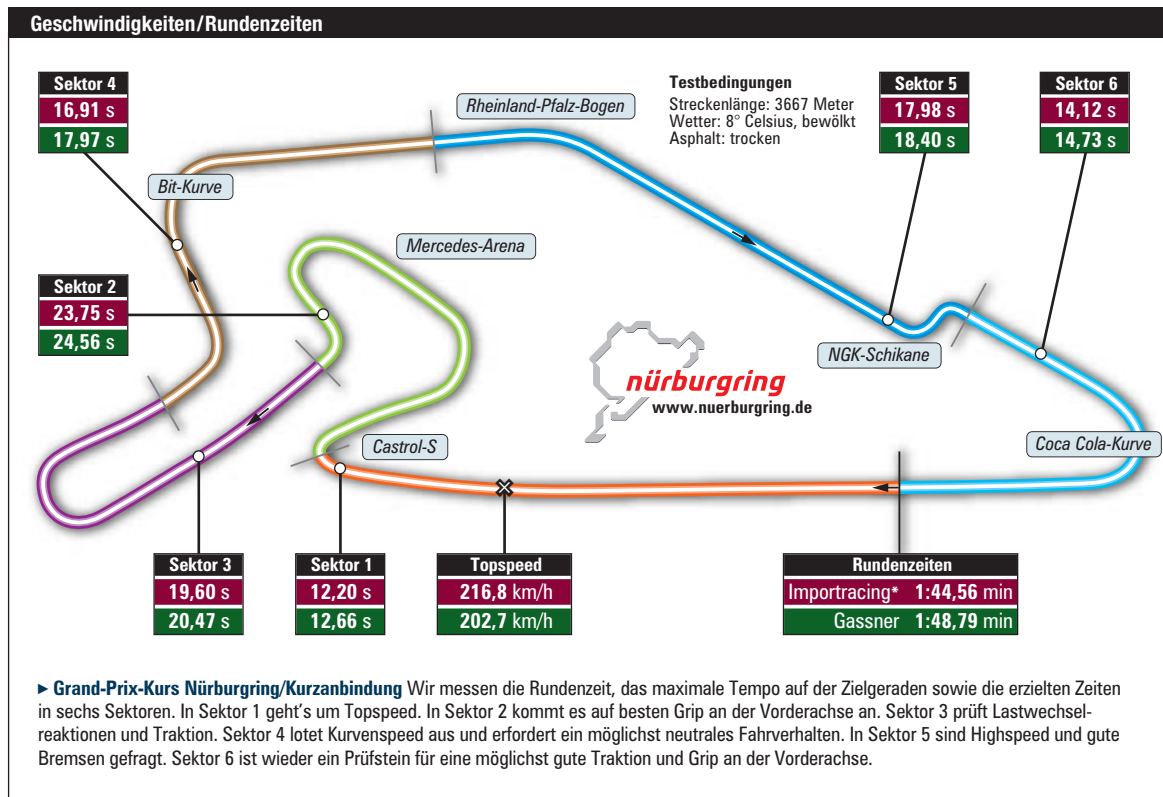 Geschwindigkeiten/Rundenzeiten
Sektor 4
16,91 s
17,97 s
Rheinland-Pfalz-Bogen
Testbedingungen
Streckenlänge: 3667 Meter
Wetter: 8° Celsius, bewölkt
Asphalt: trocken
Sektor 5
17,98 s
18,40 s
Sektor 6
14,12 s
14,73 s
Bit-Kurve
Mercedes-Arena
Sektor 2
23,75 s
24,56 s
NGK-Schikane
nürburgring
www.nuerburgring.de
Castrol-S
Coca Cola-Kurve
Sektor 3
19,60 s
20,47 s
Sektor 1
12,20 s
12,66 s
Topspeed
216,8 km/h
202,7 km/h
Rundenzeiten
Importracing* 1:44,56 min
Gassner 1:48,79 min
► Grand-Prix-Kurs Nürburgring/Kurzanbindung Wir messen die Rundenzeit, das maximale Tempo auf der Zielgeraden sowie die erzielten Zeiten
in sechs Sektoren. In Sektor 1 geht's um Topspeed. In Sektor 2 kommt es auf besten Grip an der Vorderachse an. Sektor 3 prüft Lastwechsel-
reaktionen und Traktion. Sektor 4 lotet Kurvenspeed aus und erfordert ein möglichst neutrales Fahrverhalten. In Sektor 5 sind Highspeed und gute
Bremsen gefragt. Sektor 6 ist wieder ein Prüfstein für eine möglichst gute Traktion und Grip an der Vorderachse.